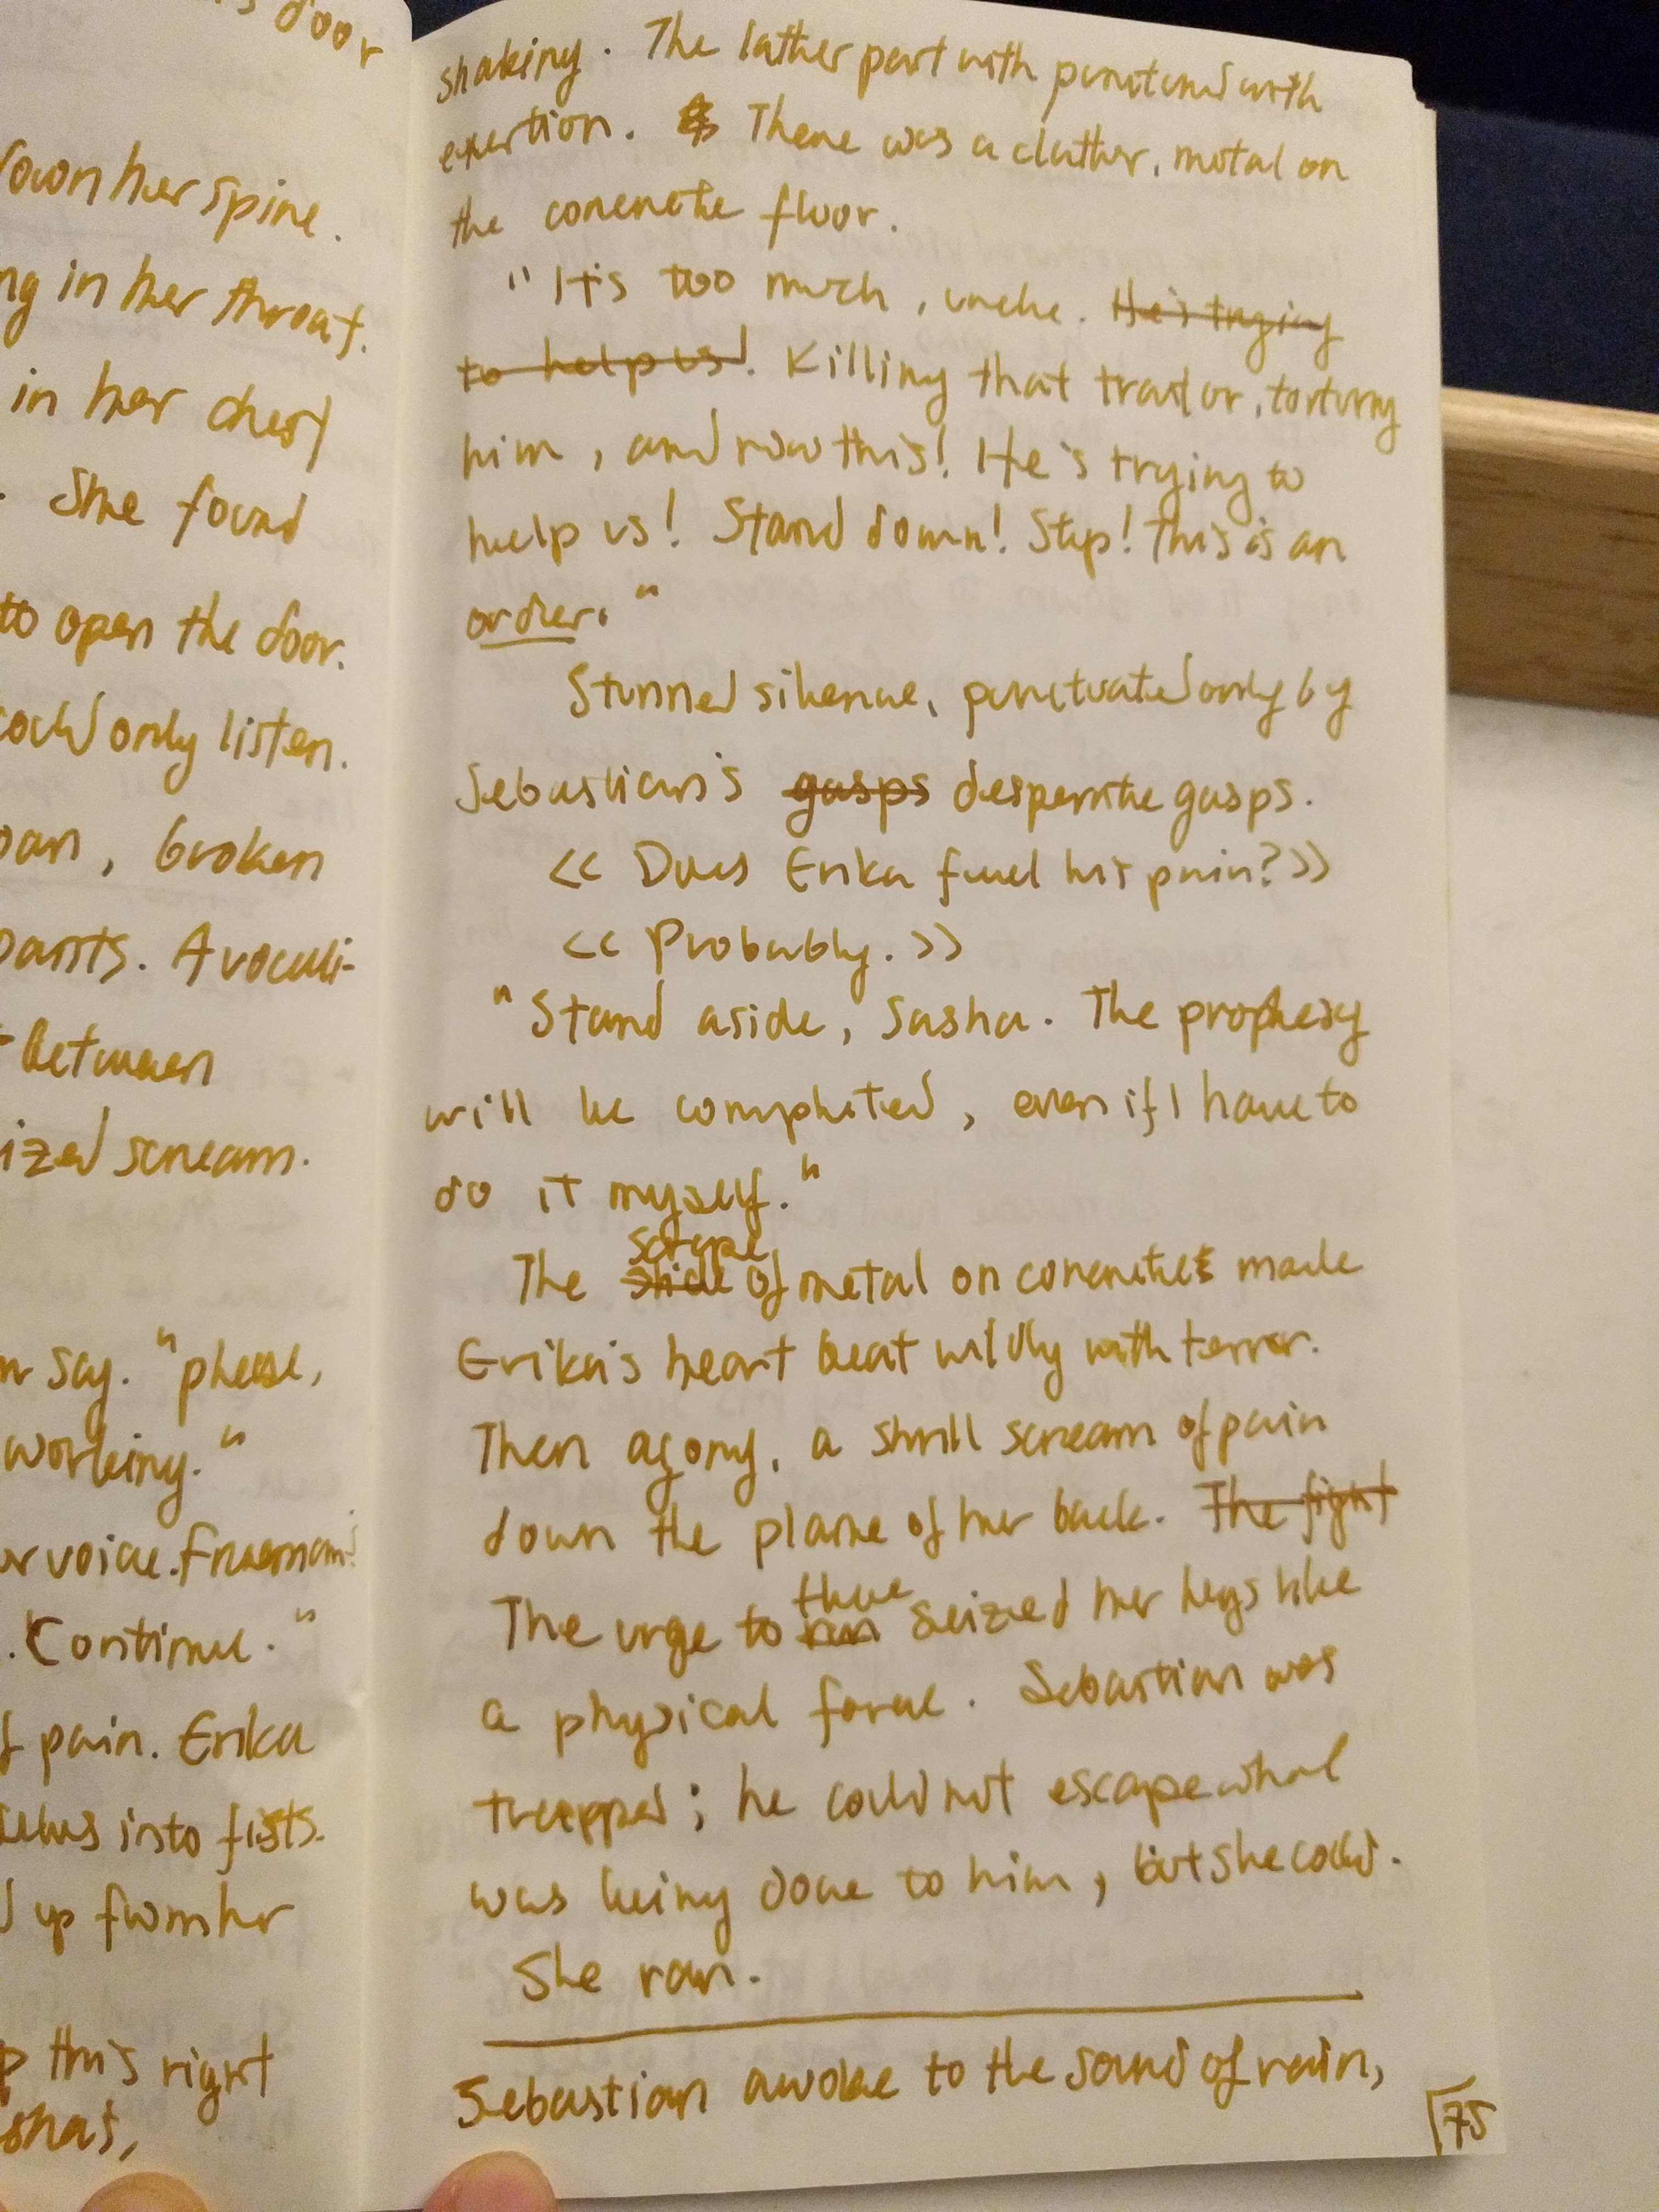 s door
down her spine.
ng in her throat.
in her chest
. She found
to open the door.
could only listen.
oan, broken
pants. A vocali-
between
ized scream.
say. "please,
working."
voice. Freeman's
. Continue."
f pain. Erika
into fists.
up from her
p this right
shaking. The lather part with with
exertion. There was a clatter, metal on
the concrete floor.
"It's too much, uncle. He's trying
to help us! Killing that traitor, torturing
him, and now this! He's trying to
help us! Stand down! Stop! This is an
order."
Stunned silence, punctuated only by
Sebastian's gasps desperate gasps.
<< Does Erika feel his pain? >>
<< Probably. >>
"Stand aside, Sasha. The prophesy
will be completed, even if I have to
do it myself."
scrape
The slide of metal on concrete made
Erika's heart beat wildly with terror.
Then agony, a shrill scream of pain
down the plane of her back. The fight
The urge to run seized her legs like
a physical force. Sebastian was
trapped; he could not escape what
was being done to him, but she could.
She ran.
Sebastian awoke to the sound of rain,
75